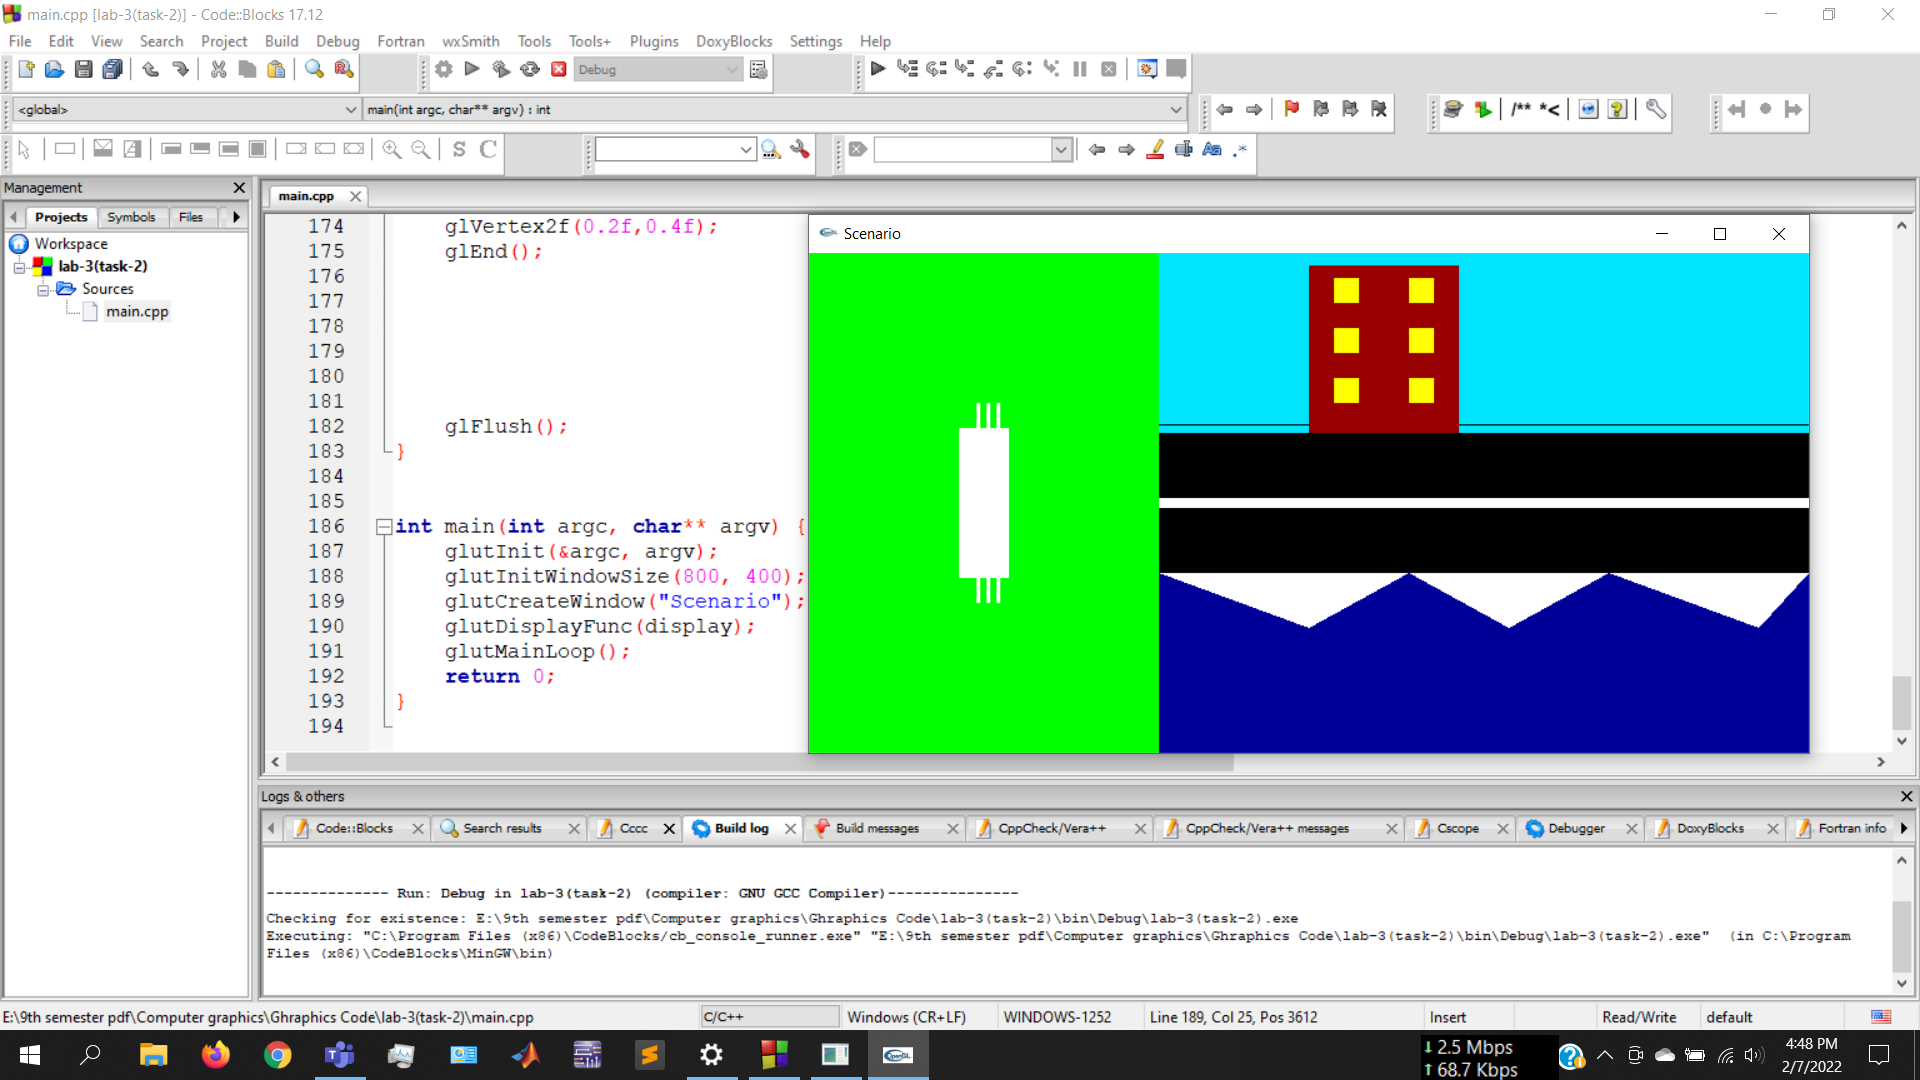 main.cpp [lab-3(task-2)] - Code::Blocks 17.12
File Edit View Search Project Build Debug Fortran wxSmith Tools Tools+ Plugins DoxyBlocks Settings Help
Debug
<global> main(int argc, char** argv) : int
/** *<
S C
Aa .*
Management
main.cpp
Projects Symbols Files
Workspace
lab-3(task-2)
Sources
main.cpp
174 glVertex2f(0.2f,0.4f);
175 glEnd();
176
177
178
179
180
181
182 glFlush();
183 }
184
185
186 int main(int argc, char** argv) {
187 glutInit(&argc, argv);
188 glutInitWindowSize(800, 400);
189 glutCreateWindow("Scenario");
190 glutDisplayFunc(display);
191 glutMainLoop();
192 return 0;
193 }
194
Scenario
Logs & others
Code::Blocks Search results Cccc Build log Build messages CppCheck/Vera++ CppCheck/Vera++ messages Cscope Debugger DoxyBlocks Fortran info
-------------- Run: Debug in lab-3(task-2) (compiler: GNU GCC Compiler)---------------
Checking for existence: E:\9th semester pdf\Computer graphics\Ghraphics Code\lab-3(task-2)\bin\Debug\lab-3(task-2).exe
Executing: "C:\Program Files (x86)\CodeBlocks/cb_console_runner.exe" "E:\9th semester pdf\Computer graphics\Ghraphics Code\lab-3(task-2)\bin\Debug\lab-3(task-2).exe"  (in C:\Program
Files (x86)\CodeBlocks\MinGW\bin)
E:\9th semester pdf\Computer graphics\Ghraphics Code\lab-3(task-2)\main.cpp C/C++ Windows (CR+LF) WINDOWS-1252 Line 189, Col 25, Pos 3612 Insert Read/Write default
OpenGL
↓ 2.5 Mbps
↑ 68.7 Kbps
4:48 PM
2/7/2022